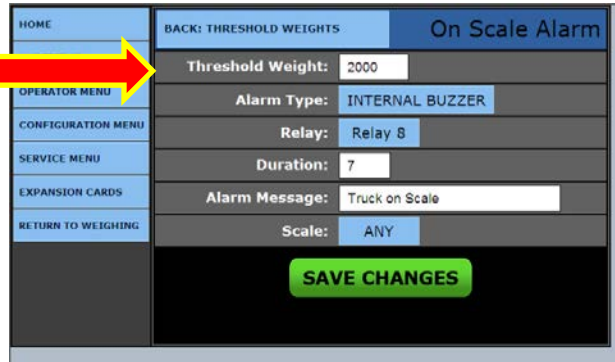 HOME
BACK: THRESHOLD WEIGHTS
On Scale Alarm
Threshold Weight: 2000
OPERATOR MENU
Alarm Type: INTERNAL BUZZER
CONFIGURATION MENU
Relay: Relay 8
SERVICE MENU
Duration: 7
EXPANSION CARDS
Alarm Message: Truck on Scale
RETURN TO WEIGHING
Scale: ANY
SAVE CHANGES